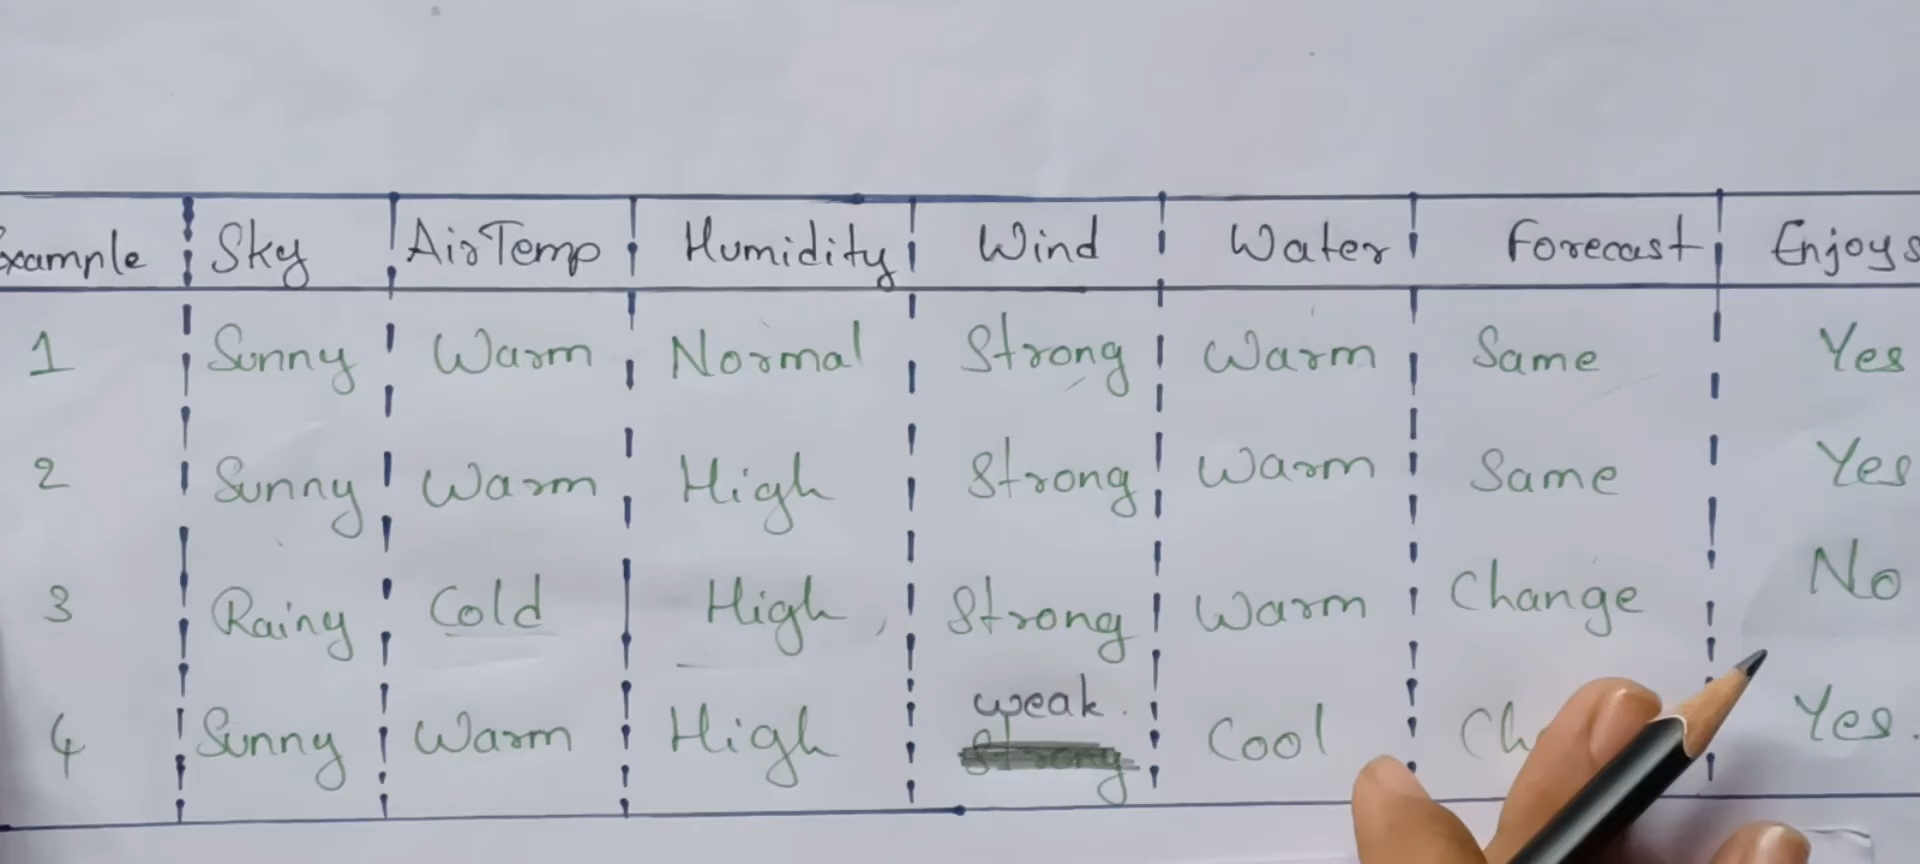 xample Sky AirTemp Humidity Wind Water Forecast Enjoys
1 Sunny Warm Normal Strong Warm Same Yes
2 Sunny Warm High Strong Warm Same Yes
3 Rainy Cold High Strong Warm Change No
4 Sunny Warm High weak. Cool Ch Yes.
Strong